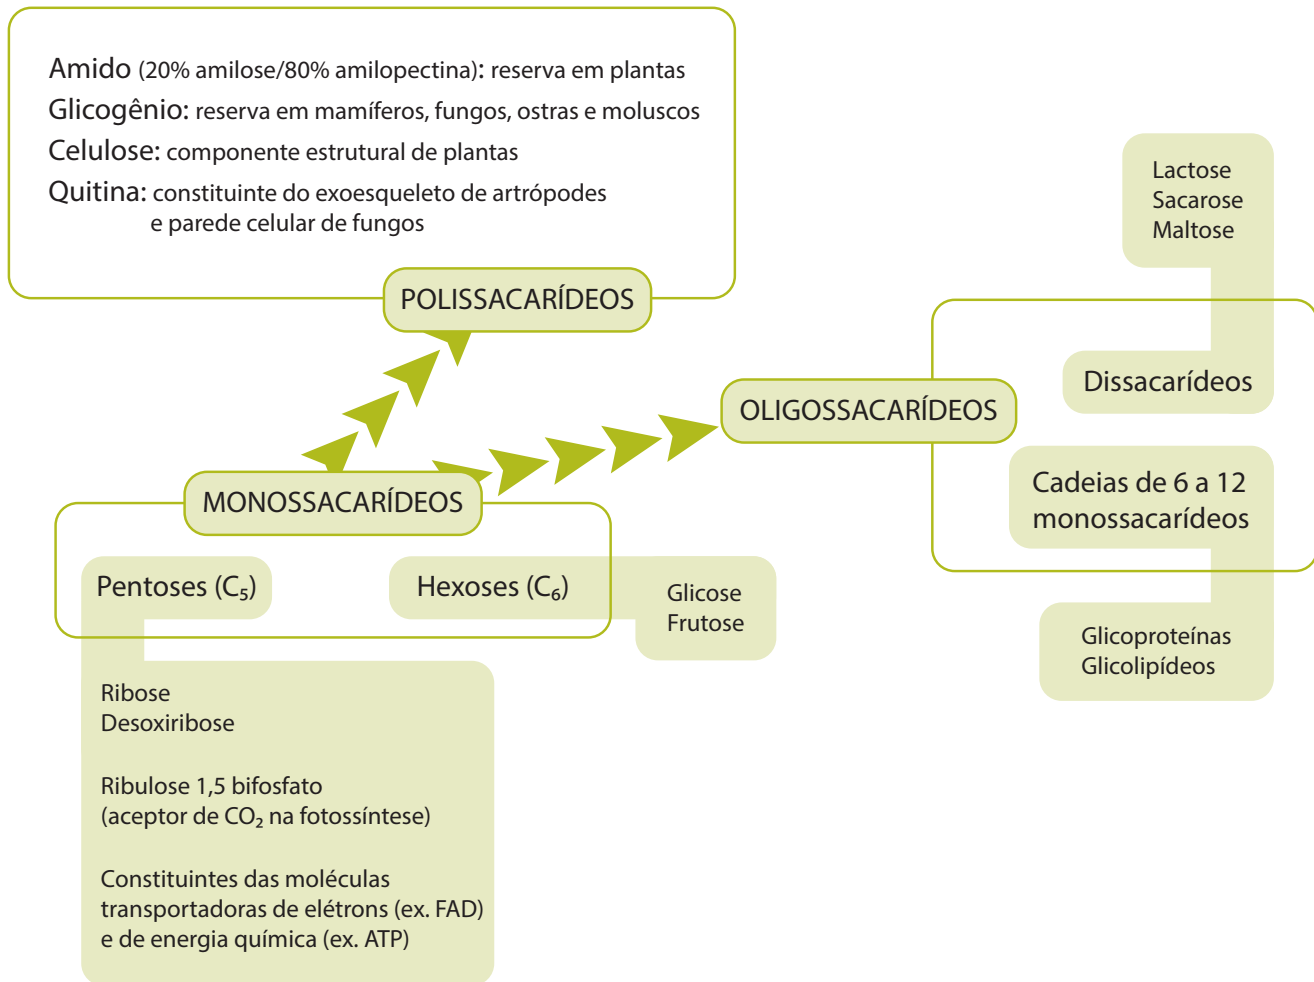 Amido (20% amilose/80% amilopectina): reserva em plantas
Glicogênio: reserva em mamíferos, fungos, ostras e moluscos
Celulose: componente estrutural de plantas
Quitina: constituinte do exoesqueleto de artrópodes
e parede celular de fungos
POLISSACARÍDEOS
Lactose
Sacarose
Maltose
Dissacarídeos
OLIGOSSACARÍDEOS
Cadeias de 6 a 12
monossacarídeos
Glicoproteínas
Glicolipídeos
MONOSSACARÍDEOS
Pentoses (C₅)
Hexoses (C₆)
Glicose
Frutose
Ribose
Desoxiribose
Ribulose 1,5 bifosfato
(aceptor de CO₂ na fotossíntese)
Constituintes das moléculas
transportadoras de elétrons (ex. FAD)
e de energia química (ex. ATP)